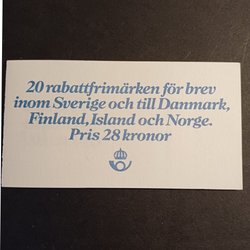 20 rabattfrimärken för brev
inom Sverige och till Danmark,
Finland, Island och Norge.
Pris 28 kronor